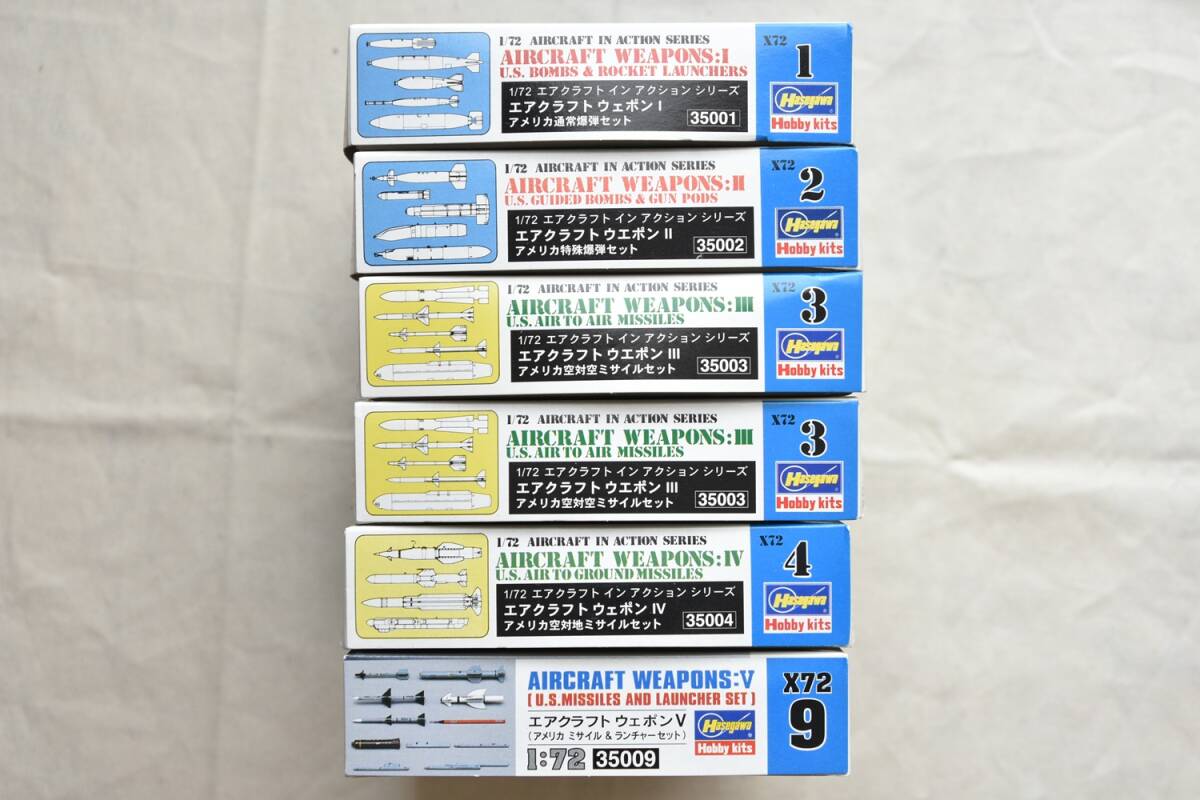 1/72 AIRCRAFT IN ACTION SERIES
AIRCRAFT WEAPONS:I
U.S. BOMBS & ROCKET LAUNCHERS
1/72 エアクラフト イン アクション シリーズ
エアクラフト ウェポン I
アメリカ通常爆弾セット
35001
X72
1
Hasegawa
Hobby kits
1/72 AIRCRAFT IN ACTION SERIES
AIRCRAFT WEAPONS:II
U.S. GUIDED BOMBS & GUN PODS
1/72 エアクラフト イン アクション シリーズ
エアクラフト ウエポン II
アメリカ特殊爆弾セット
35002
X72
2
Hasegawa
Hobby kits
1/72 AIRCRAFT IN ACTION SERIES
AIRCRAFT WEAPONS:III
U.S. AIR TO AIR MISSILES
1/72 エアクラフト イン アクション シリーズ
エアクラフト ウエポン III
アメリカ空対空ミサイルセット
35003
X72
3
Hasegawa
Hobby kits
1/72 AIRCRAFT IN ACTION SERIES
AIRCRAFT WEAPONS:III
U.S. AIR TO AIR MISSILES
1/72 エアクラフト イン アクション シリーズ
エアクラフト ウエポン III
アメリカ空対空ミサイルセット
35003
X72
3
Hasegawa
Hobby kits
1/72 AIRCRAFT IN ACTION SERIES
AIRCRAFT WEAPONS:IV
U.S. AIR TO GROUND MISSILES
1/72 エアクラフト イン アクション シリーズ
エアクラフト ウェポン IV
アメリカ空対地ミサイルセット
35004
X72
4
Hasegawa
Hobby kits
AIRCRAFT WEAPONS:V
(U.S.MISSILES AND LAUNCHER SET)
エアクラフト ウェポン V
(アメリカ ミサイル & ランチャーセット)
1:72 35009
Hasegawa
Hobby kits
X72
9